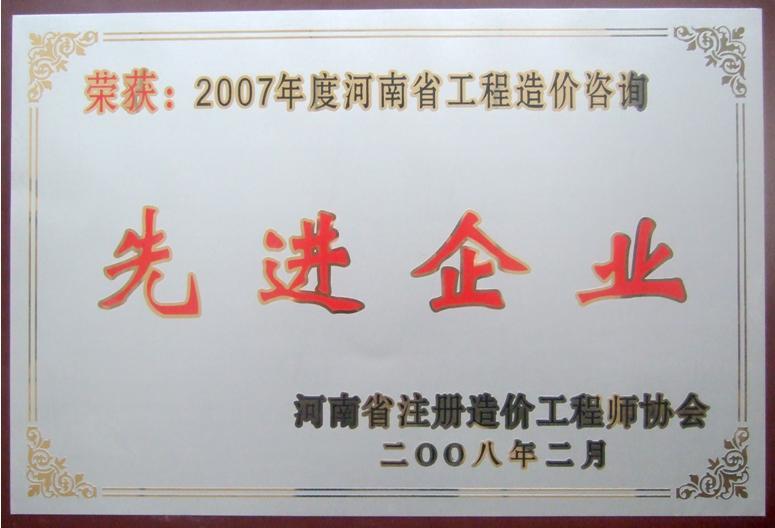 荣获：2007年度河南省工程造价咨询
先进企业
河南省注册造价工程师协会
二OO八年二月